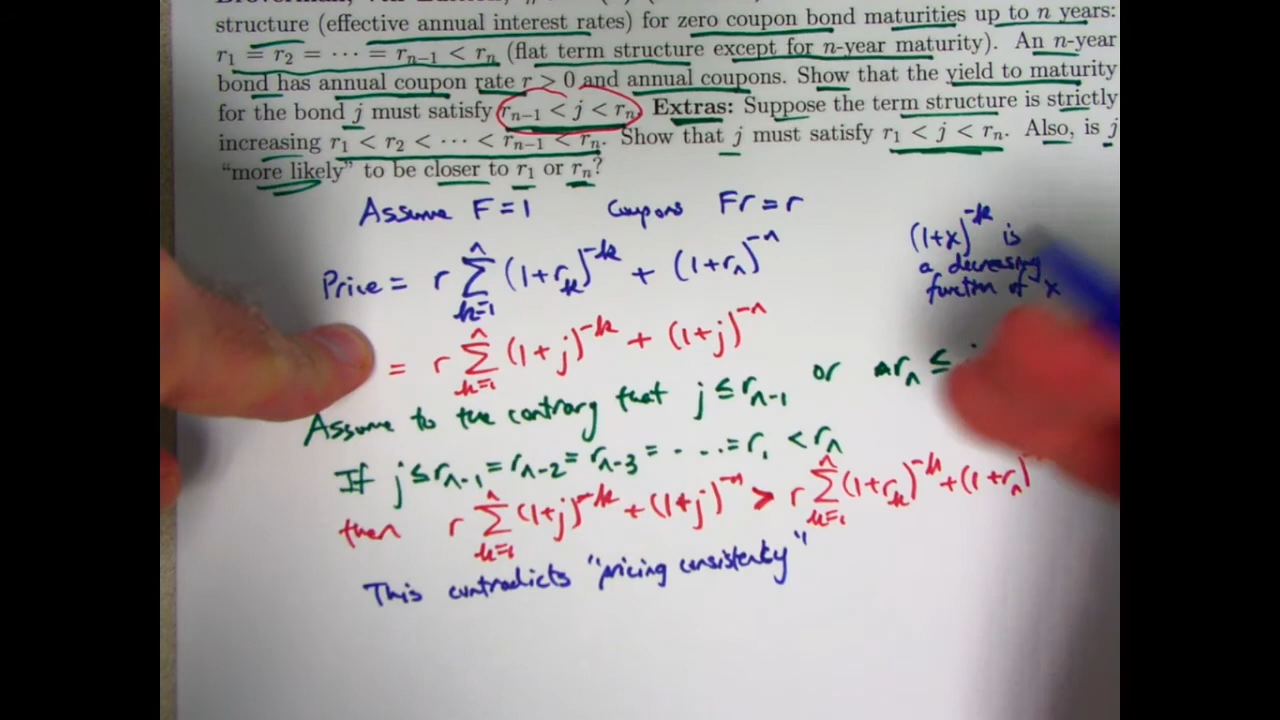 structure (effective annual interest rates) for zero coupon bond maturities up to n years:
r₁ = r₂ = ⋯ = rₙ₋₁ < rₙ (flat term structure except for n-year maturity). An n-year
bond has annual coupon rate r > 0 and annual coupons. Show that the yield to maturity
for the bond j must satisfy rₙ₋₁ < j < rₙ. Extras: Suppose the term structure is strictly
increasing r₁ < r₂ < ⋯ < rₙ₋₁ < rₙ. Show that j must satisfy r₁ < j < rₙ. Also, is j
"more likely" to be closer to r₁ or rₙ?
Assume F=1 Coupons Fr = r
(1+x)^-k is
a decreasing
function of x
Price = r Σ_{k=1}^{n} (1+r_k)^-k + (1+rₙ)^-n
= r Σ_{k=1}^{n} (1+j)^-k + (1+j)^-n
Assume to the contrary that j ≤ rₙ₋₁ or rₙ ≤
If j ≤ rₙ₋₁ = rₙ₋₂ = rₙ₋₃ = ⋯ = r₁ < rₙ
then r Σ_{k=1}^{n} (1+j)^-k + (1+j)^-n > r Σ_{k=1}^{n} (1+r_k)^-k + (1+rₙ)
This contradicts "pricing consistency"